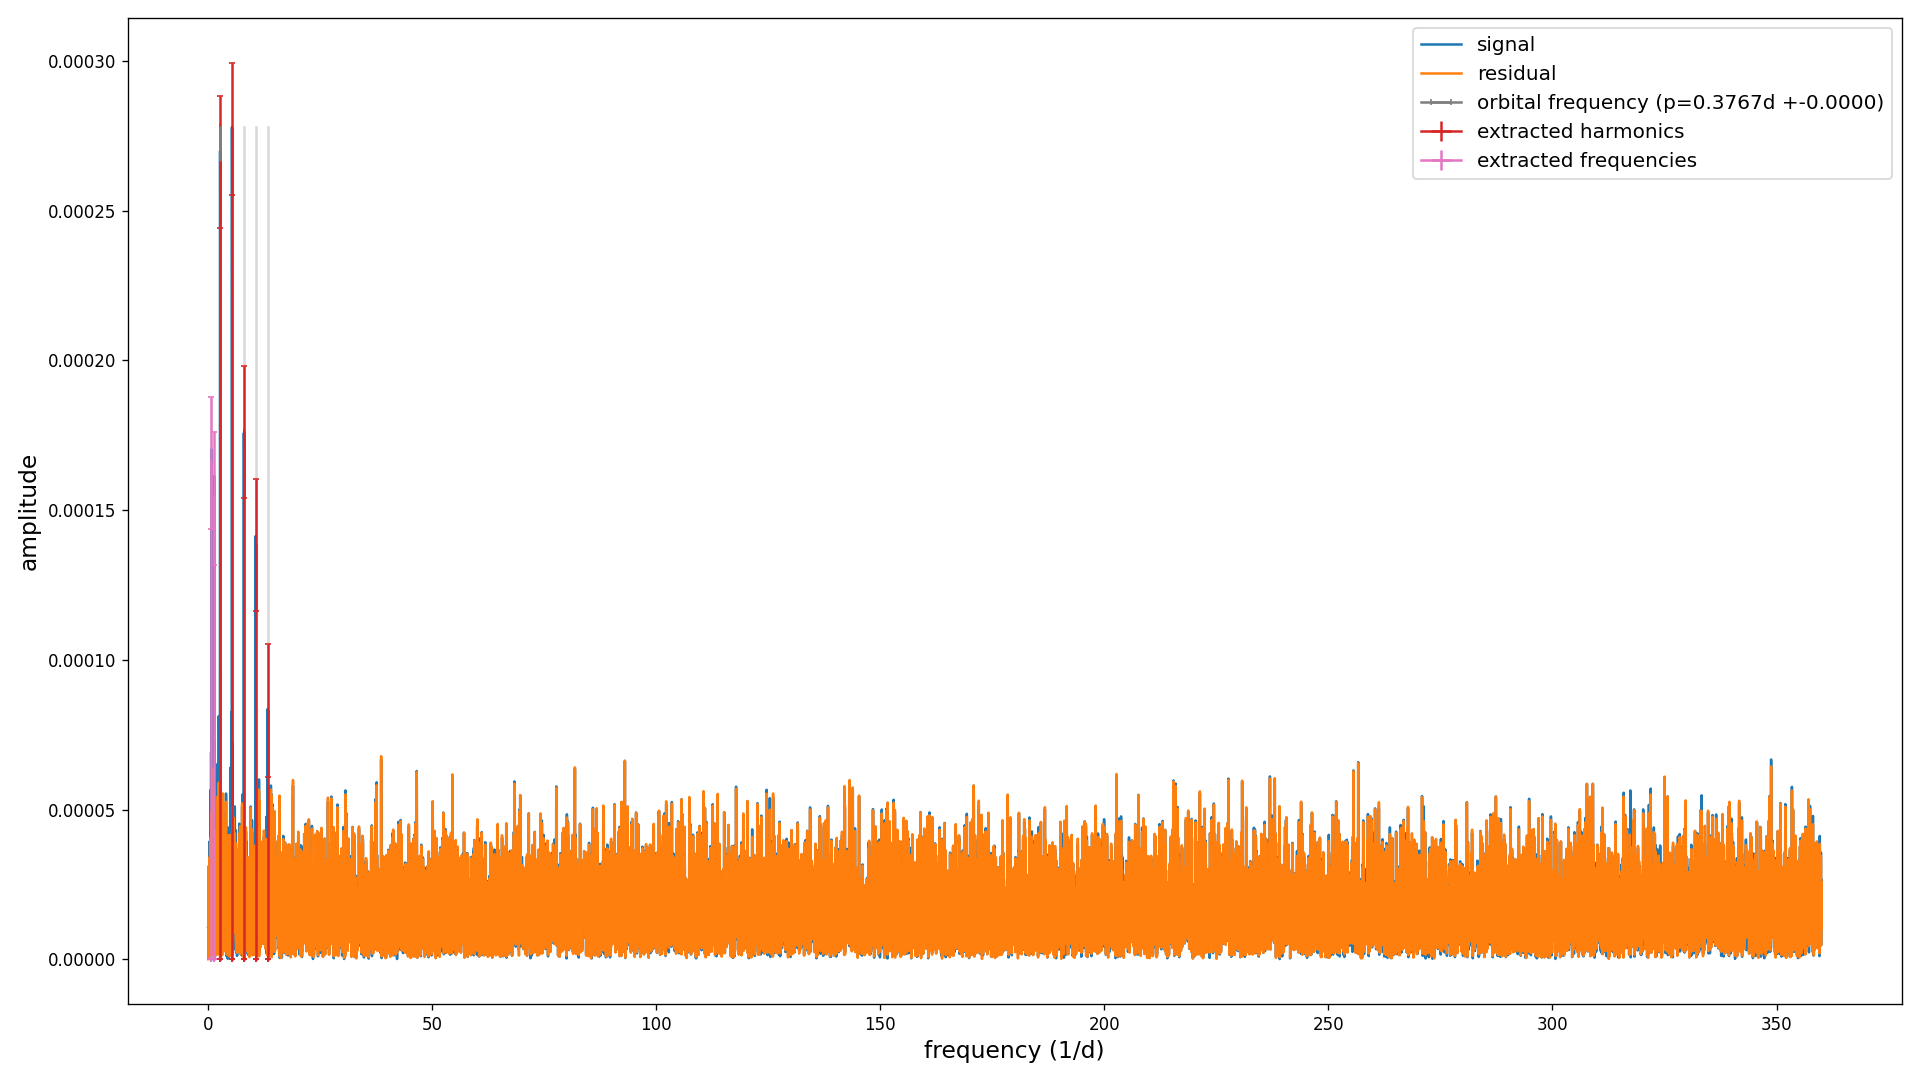 signal
residual
orbital frequency (p=0.3767d +-0.0000)
extracted harmonics
extracted frequencies
0.00030
0.00025
0.00020
0.00015
0.00010
0.00005
0.00000
amplitude
0 50 100 150 200 250 300 350
frequency (1/d)